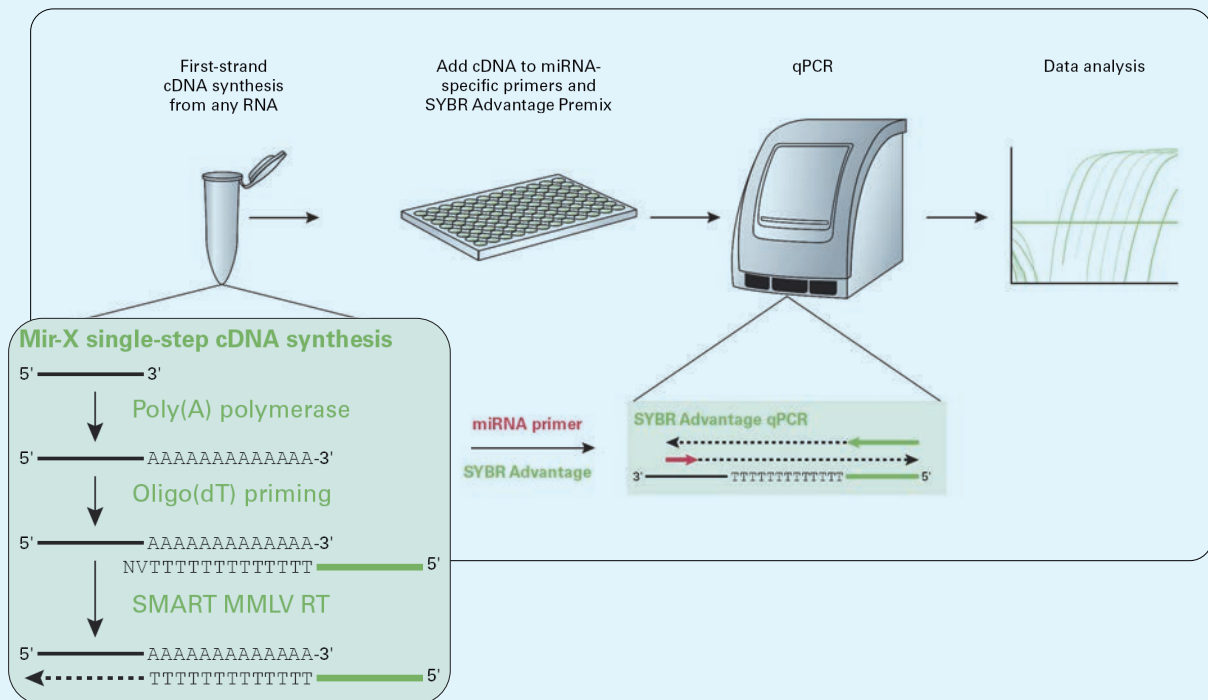 First-strand
cDNA synthesis
from any RNA
Add cDNA to miRNA-
specific primers and
SYBR Advantage Premix
qPCR
Data analysis
Mir-X single-step cDNA synthesis
5' 3'
Poly(A) polymerase
5' AAAAAAAAAAAAA-3'
Oligo(dT) priming
5' AAAAAAAAAAAAA-3'
NVTTTTTTTTTTTTT 5'
SMART MMLV RT
5' AAAAAAAAAAAAA-3'
TTTTTTTTTTTTT 5'
miRNA primer
SYBR Advantage
SYBR Advantage qPCR
3' TTTTTTTTTTTTT 5'